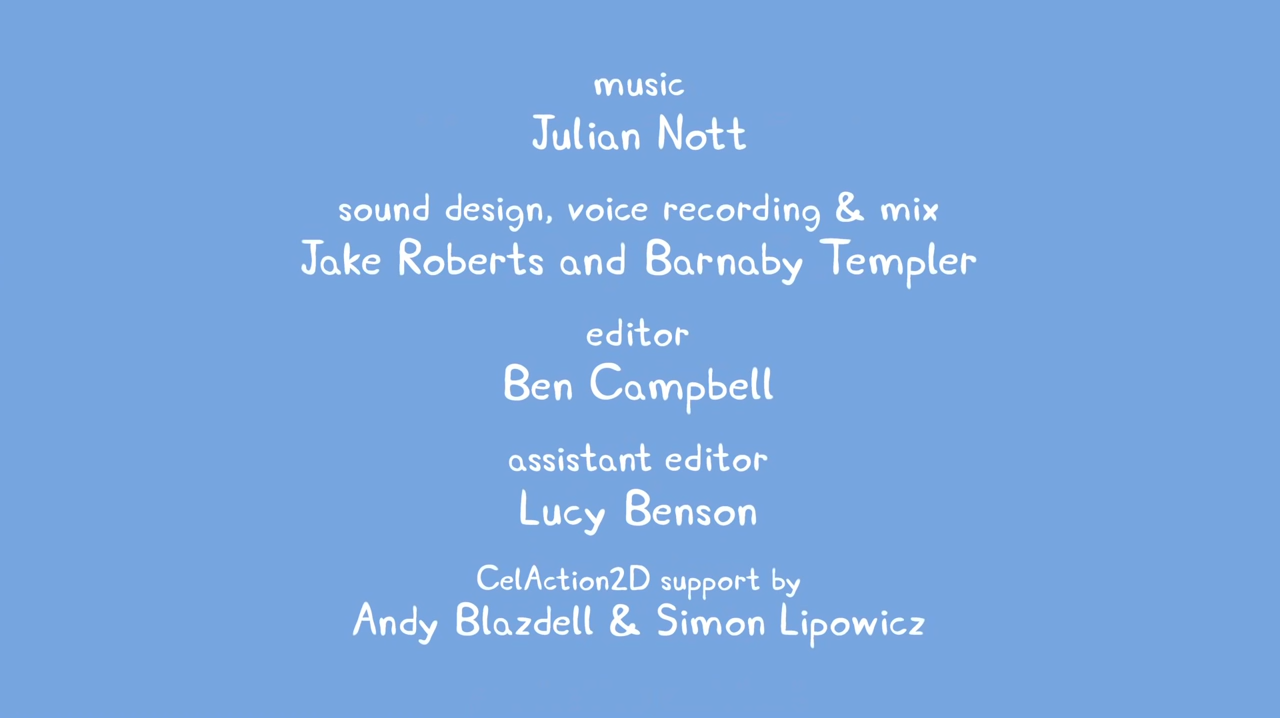 music
Julian Nott
sound design, voice recording & mix
Jake Roberts and Barnaby Templer
editor
Ben Campbell
assistant editor
Lucy Benson
CelAction2D support by
Andy Blazdell & Simon Lipowicz